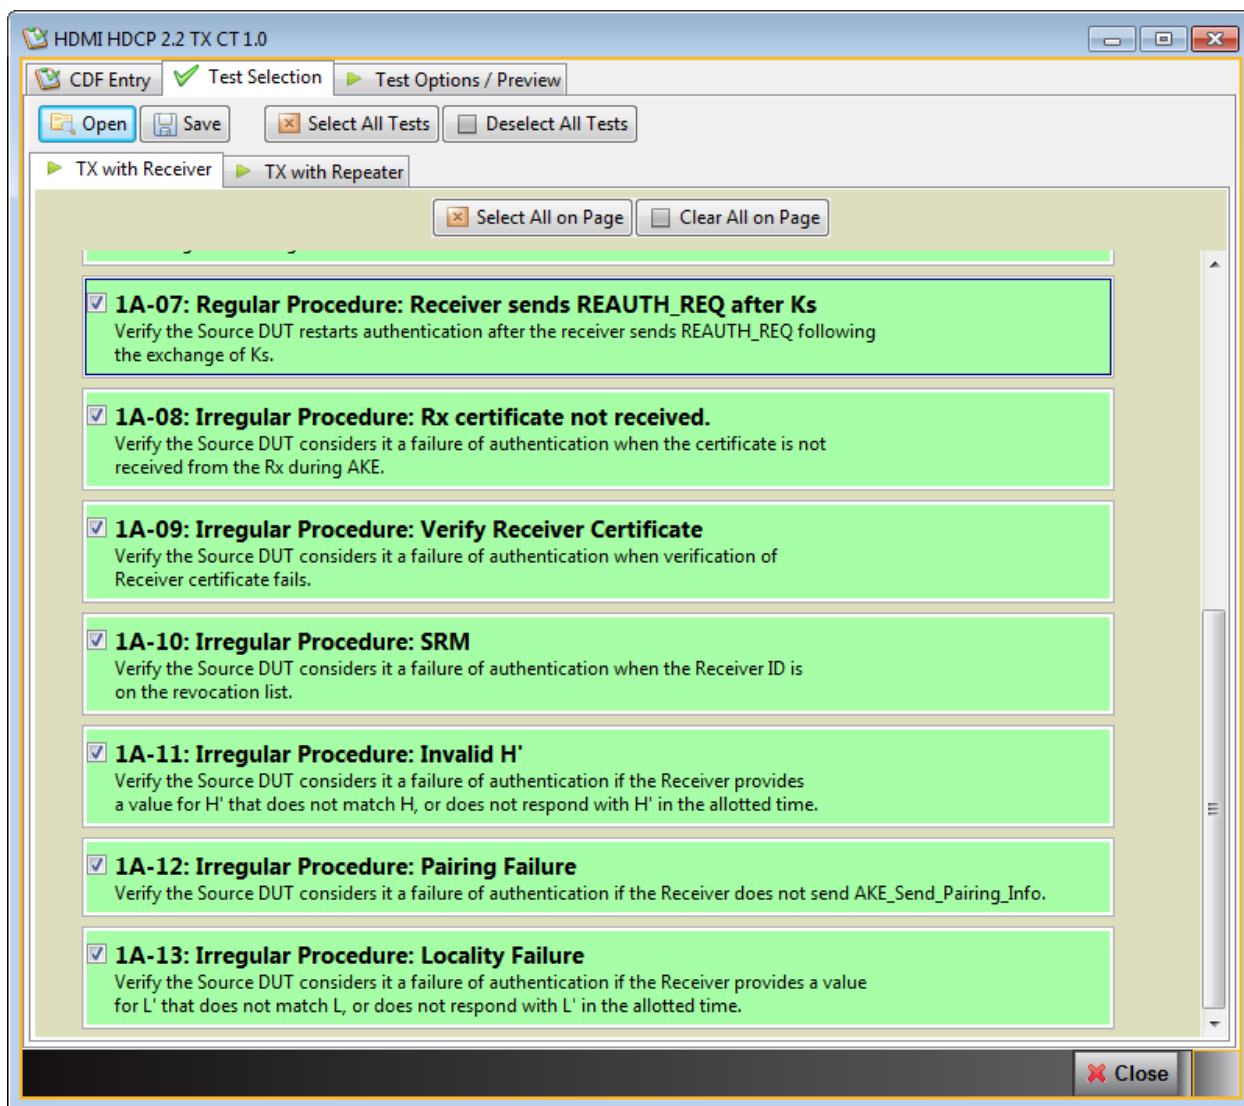 HDMI HDCP 2.2 TX CT 1.0
CDF Entry Test Selection Test Options / Preview
Open Save Select All Tests Deselect All Tests
TX with Receiver TX with Repeater
Select All on Page Clear All on Page
1A-07: Regular Procedure: Receiver sends REAUTH_REQ after Ks
Verify the Source DUT restarts authentication after the receiver sends REAUTH_REQ following
the exchange of Ks.
1A-08: Irregular Procedure: Rx certificate not received.
Verify the Source DUT considers it a failure of authentication when the certificate is not
received from the Rx during AKE.
1A-09: Irregular Procedure: Verify Receiver Certificate
Verify the Source DUT considers it a failure of authentication when verification of
Receiver certificate fails.
1A-10: Irregular Procedure: SRM
Verify the Source DUT considers it a failure of authentication when the Receiver ID is
on the revocation list.
1A-11: Irregular Procedure: Invalid H'
Verify the Source DUT considers it a failure of authentication if the Receiver provides
a value for H' that does not match H, or does not respond with H' in the allotted time.
1A-12: Irregular Procedure: Pairing Failure
Verify the Source DUT considers it a failure of authentication if the Receiver does not send AKE_Send_Pairing_Info.
1A-13: Irregular Procedure: Locality Failure
Verify the Source DUT considers it a failure of authentication if the Receiver provides a value
for L' that does not match L, or does not respond with L' in the allotted time.
Close